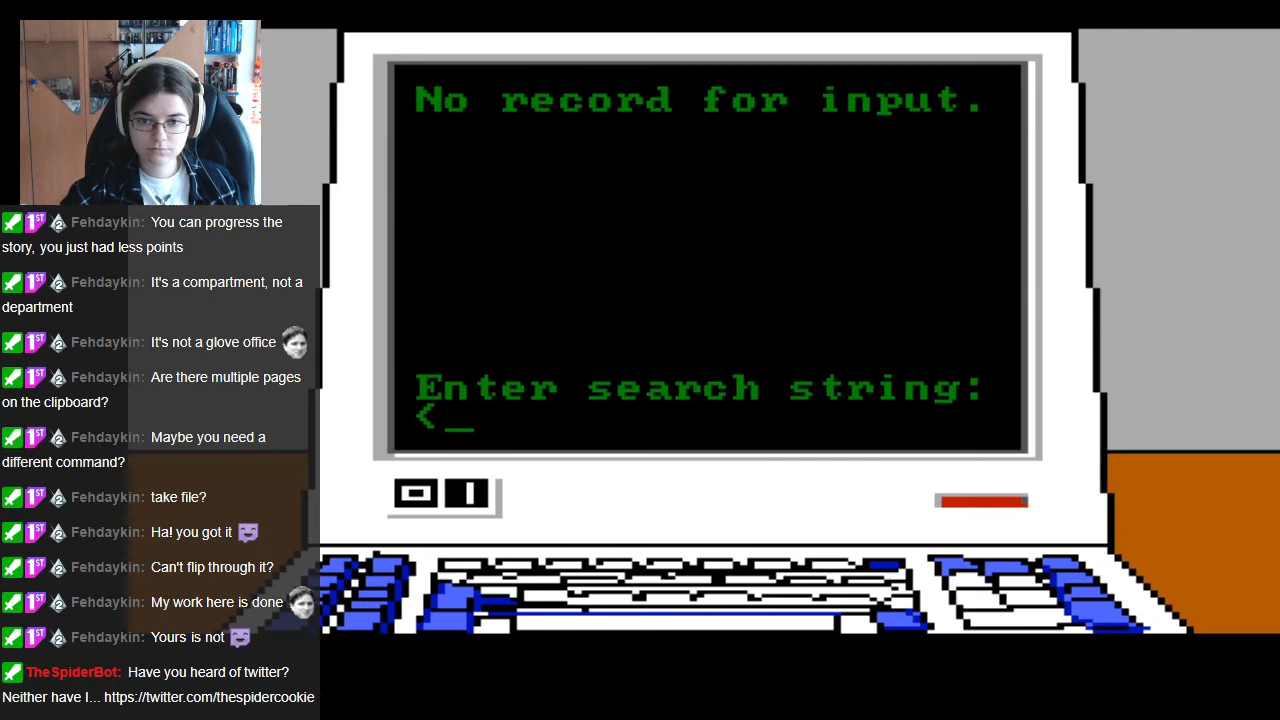 No record for input.
Enter search string:
<_
Fehdaykin: You can progress the
story, you just had less points
Fehdaykin: It's a compartment, not a
department
Fehdaykin: It's not a glove office
Fehdaykin: Are there multiple pages
on the clipboard?
Fehdaykin: Maybe you need a
different command?
Fehdaykin: take file?
Fehdaykin: Ha! you got it
Fehdaykin: Can't flip through it?
Fehdaykin: My work here is done
Fehdaykin: Yours is not
TheSpiderBot: Have you heard of twitter?
Neither have I... https://twitter.com/thespidercookie